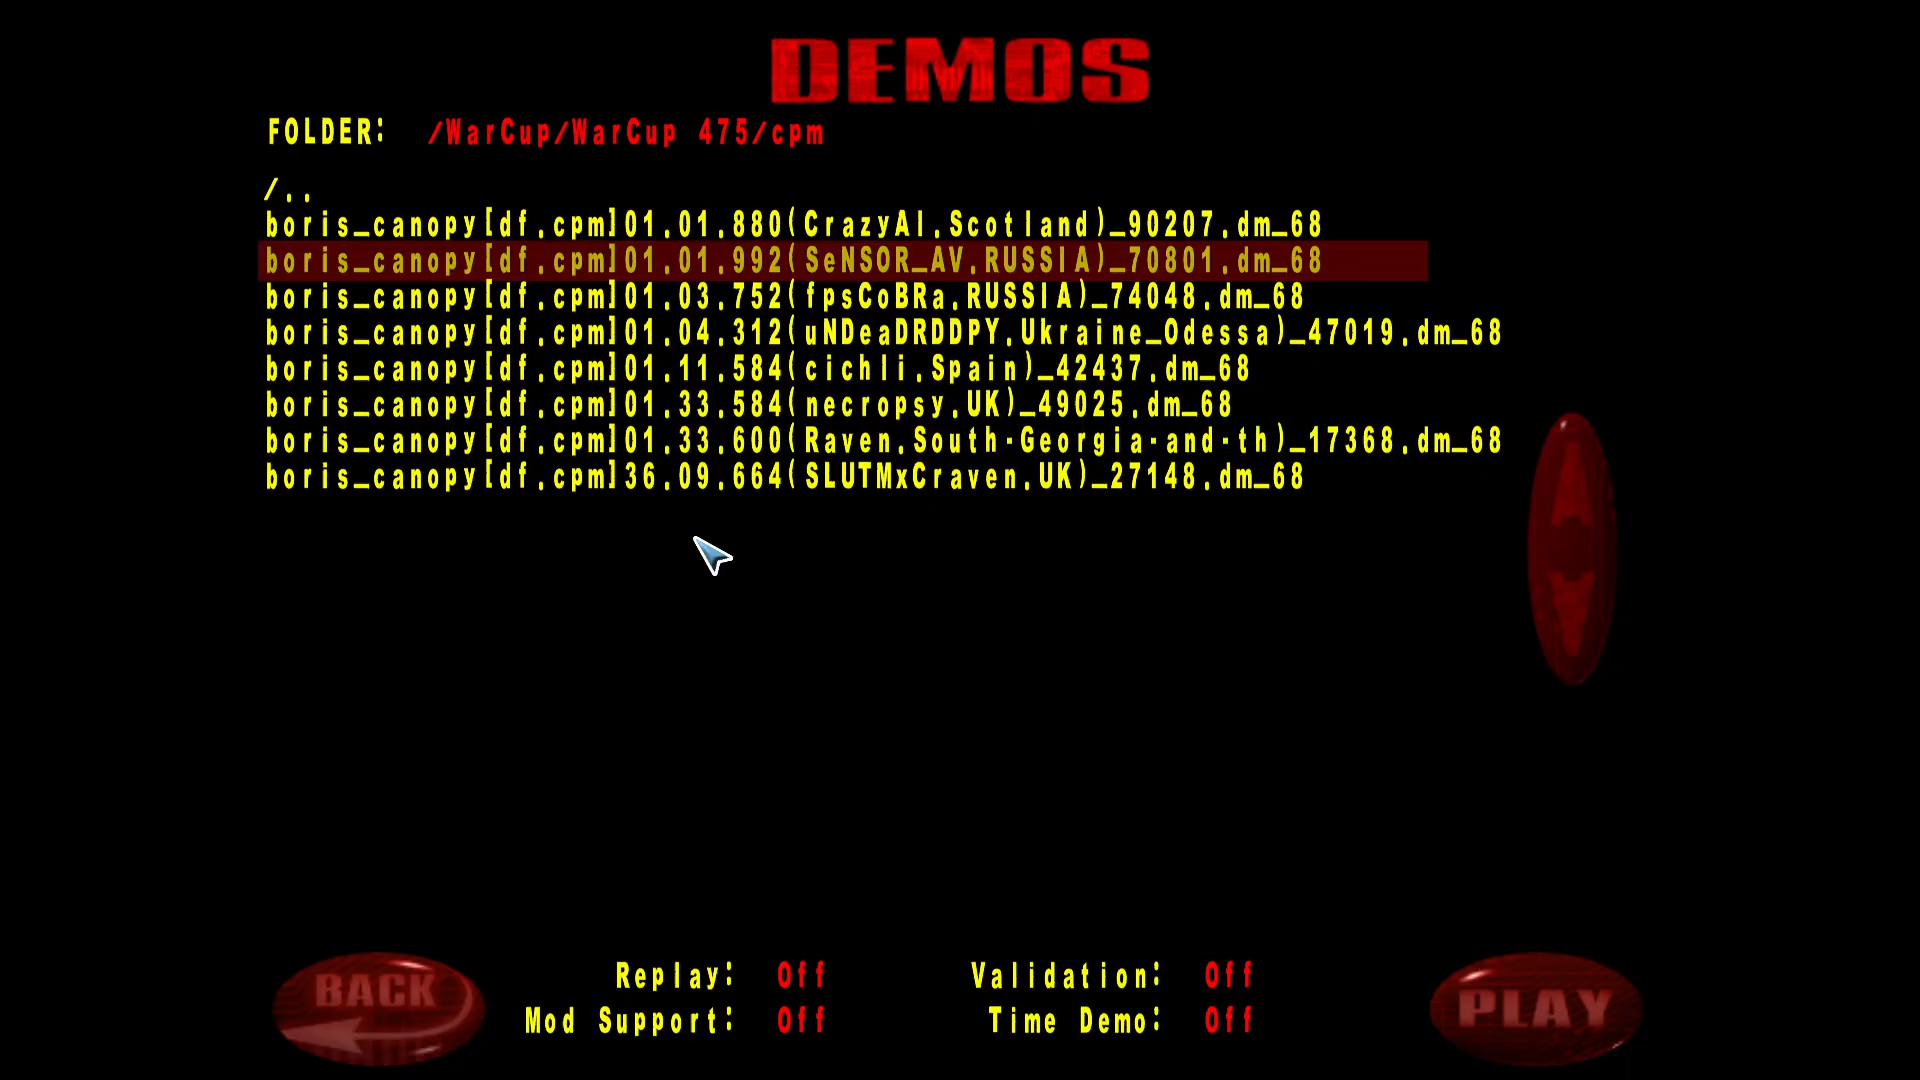 DEMOS
FOLDER: /WarCup/WarCup 475/cpm
/..
boris_canopy[df.cpm]01.01.880(CrazyAl.Scotland)_90207.dm_68
boris_canopy[df.cpm]01.01.992(SeNSOR_AV.RUSSIA)_70801.dm_68
boris_canopy[df.cpm]01.03.752(fpsCoBRa.RUSSIA)_74048.dm_68
boris_canopy[df.cpm]01.04.312(uNDeaDRDDPY.Ukraine_Odessa)_47019.dm_68
boris_canopy[df.cpm]01.11.584(cichli.Spain)_42437.dm_68
boris_canopy[df.cpm]01.33.584(necropsy.UK)_49025.dm_68
boris_canopy[df.cpm]01.33.600(Raven.South-Georgia-and-th)_17368.dm_68
boris_canopy[df.cpm]36.09.664(SLUTMxCraven.UK)_27148.dm_68
BACK
Replay: Off
Validation: Off
Mod Support: Off
Time Demo: Off
PLAY